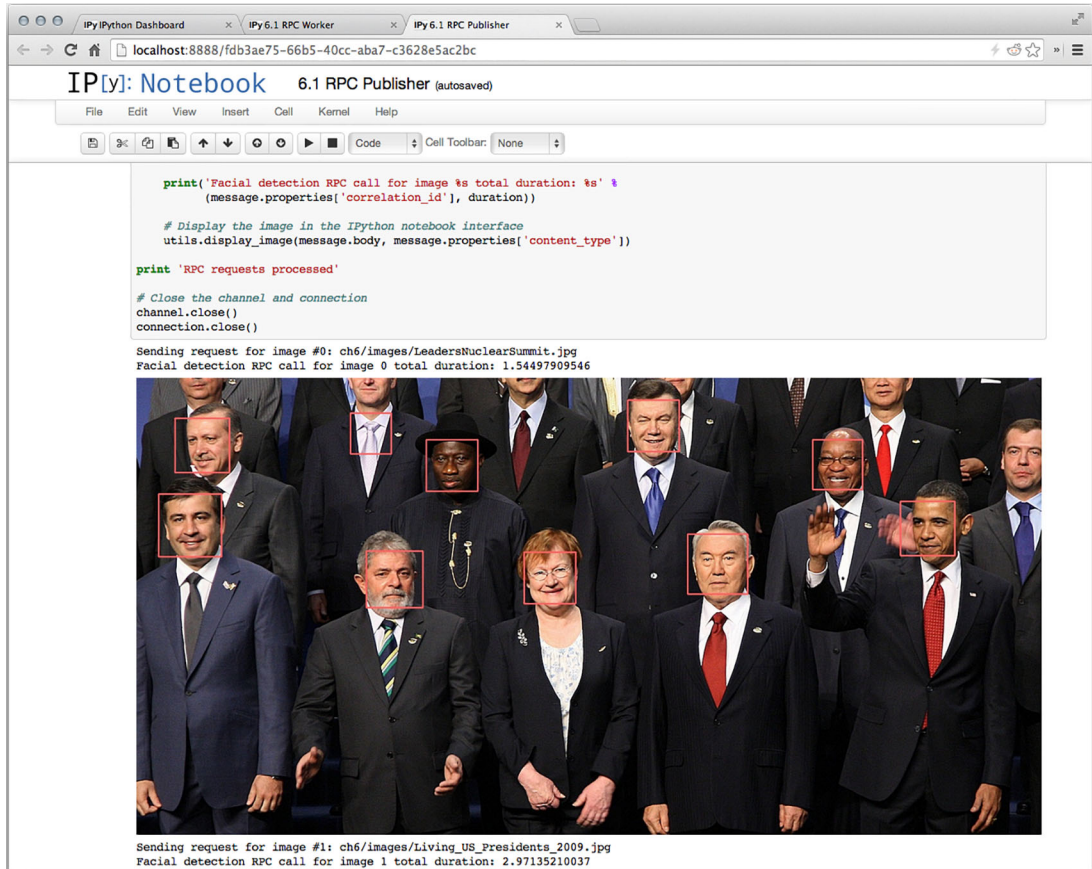 IPy IPython Dashboard
IPy 6.1 RPC Worker
IPy 6.1 RPC Publisher
localhost:8888/fdb3ae75-66b5-40cc-aba7-c3628e5ac2bc
IP[y]: Notebook 6.1 RPC Publisher (autosaved)
File Edit View Insert Cell Kernel Help
Code Cell Toolbar: None
print('Facial detection RPC call for image %s total duration: %s' %
(message.properties['correlation_id'], duration))
# Display the image in the IPython notebook interface
utils.display_image(message.body, message.properties['content_type'])
print 'RPC requests processed'
# Close the channel and connection
channel.close()
connection.close()
Sending request for image #0: ch6/images/LeadersNuclearSummit.jpg
Facial detection RPC call for image 0 total duration: 1.54497909546
Sending request for image #1: ch6/images/Living_US_Presidents_2009.jpg
Facial detection RPC call for image 1 total duration: 2.97135210037